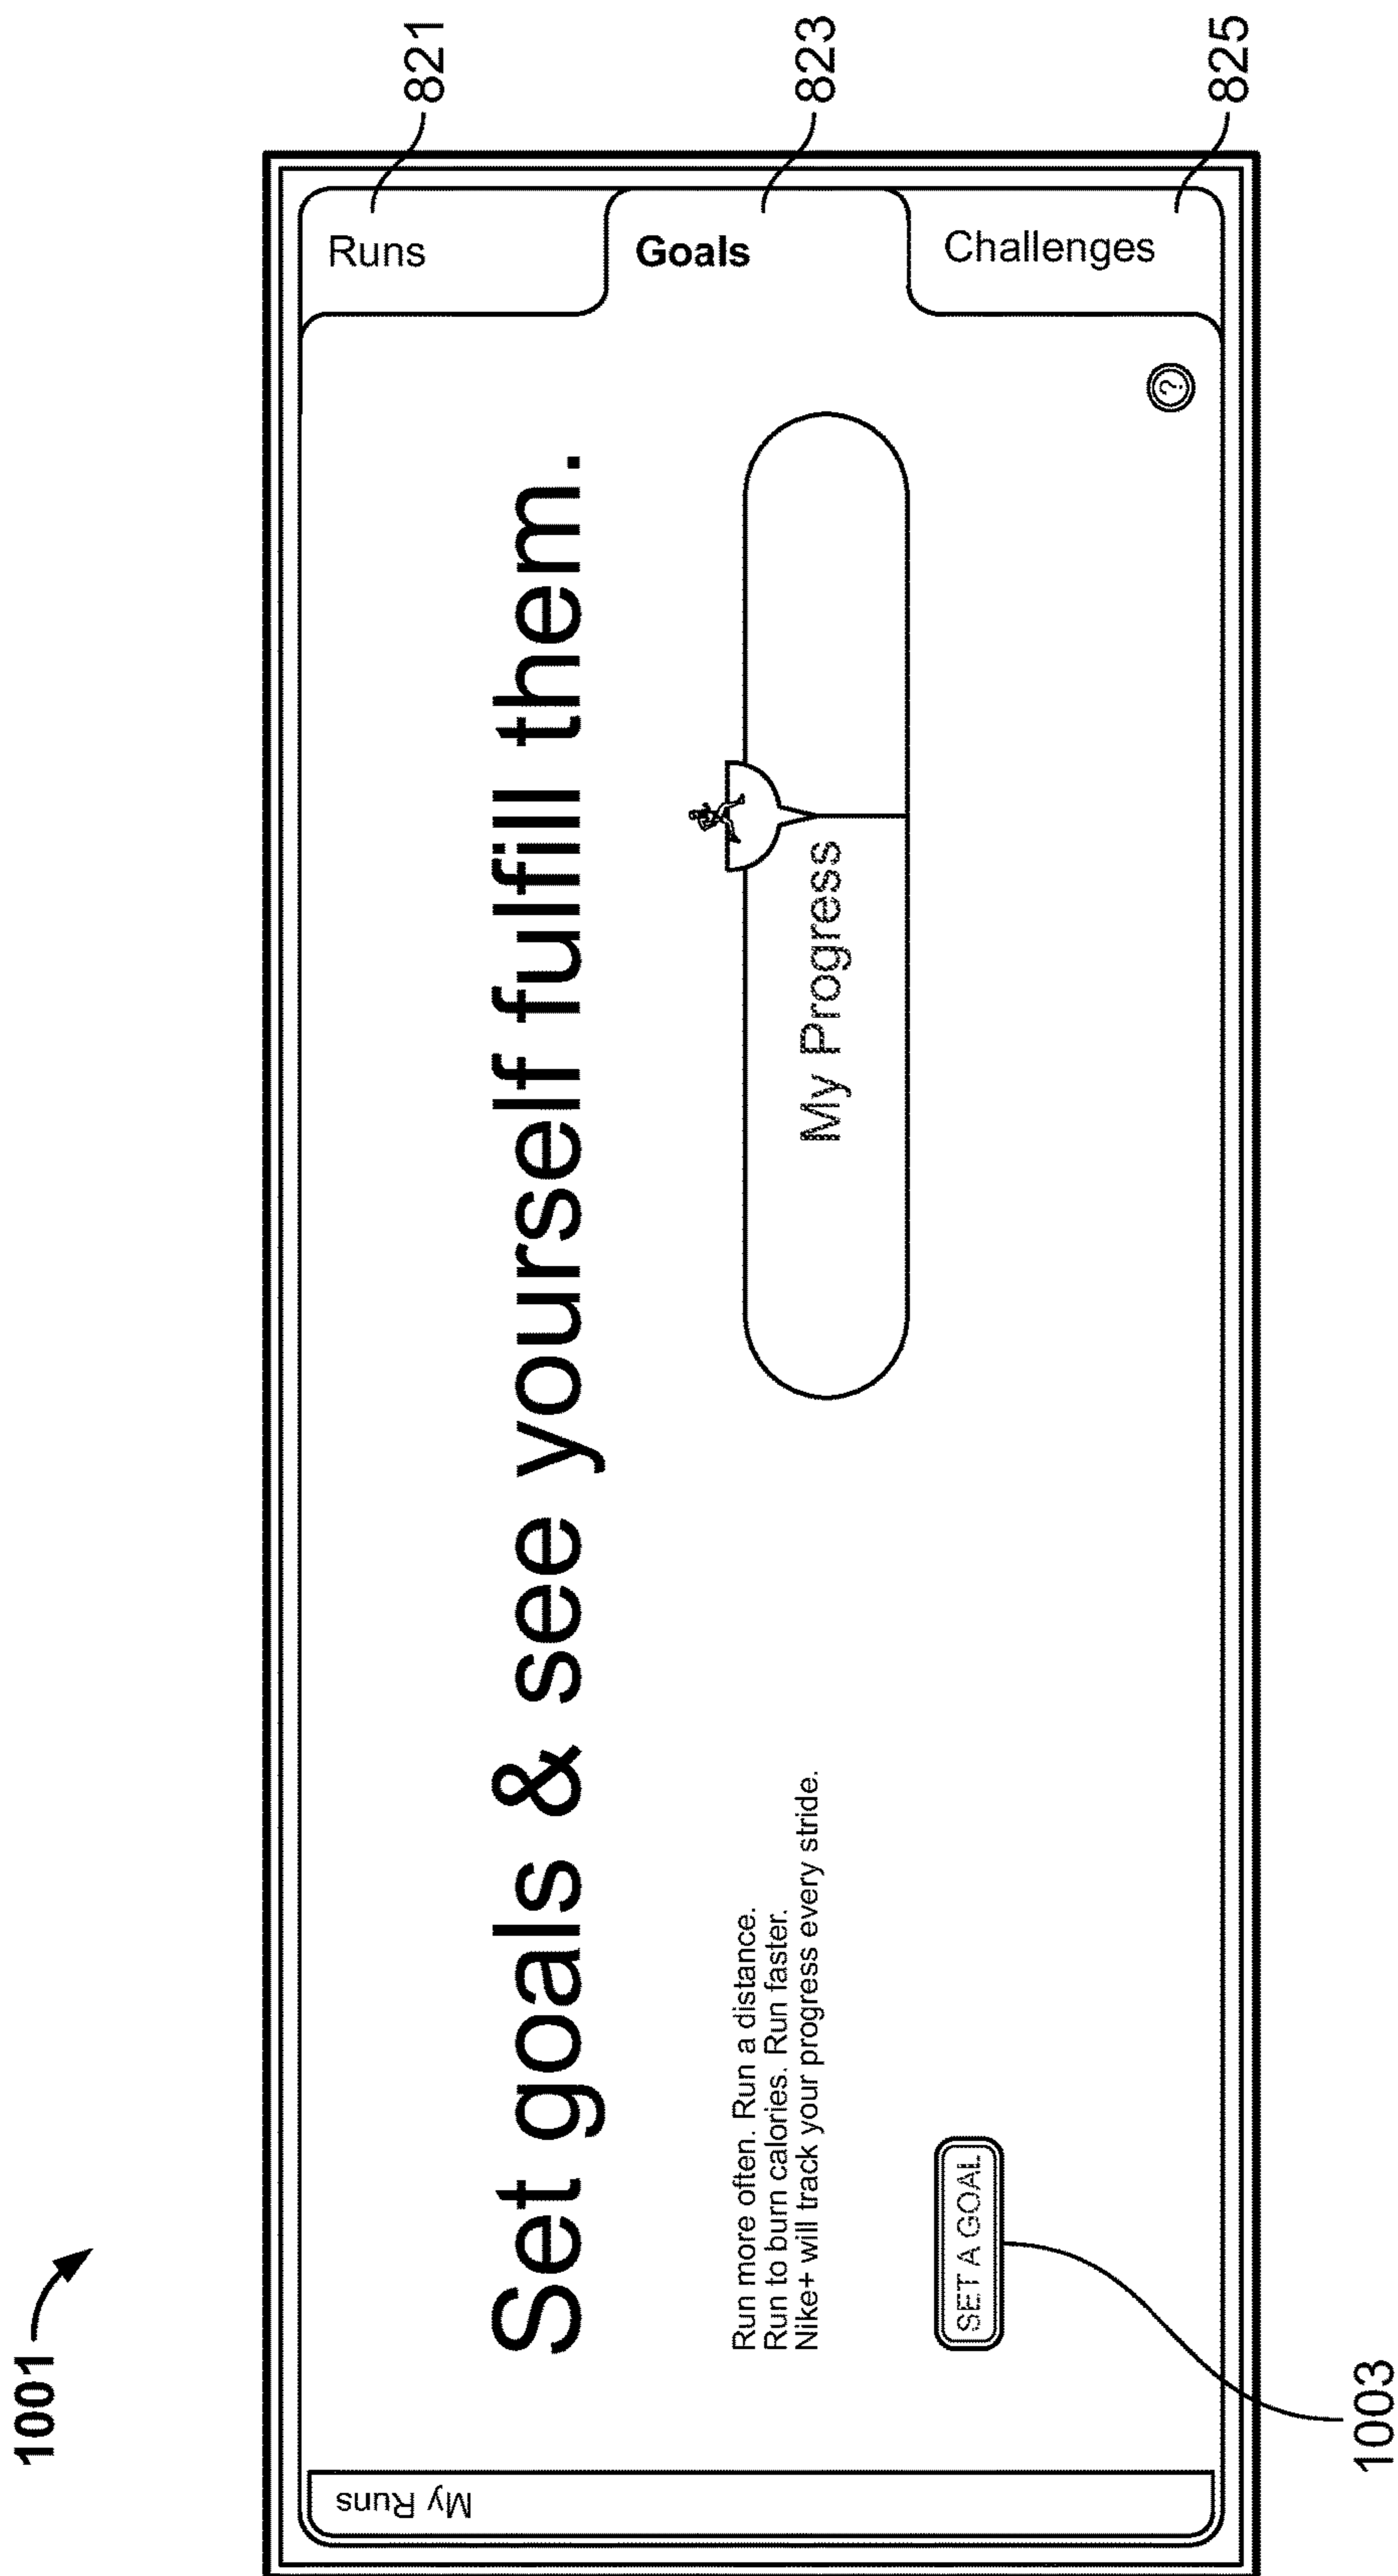 1001
My Runs
Set goals & see yourself fulfill them.
Run more often. Run a distance.
Run to burn calories. Run faster.
Nike+ will track your progress every stride.
SET A GOAL
My Progress
?
Runs
Goals
Challenges
821
823
825
1003